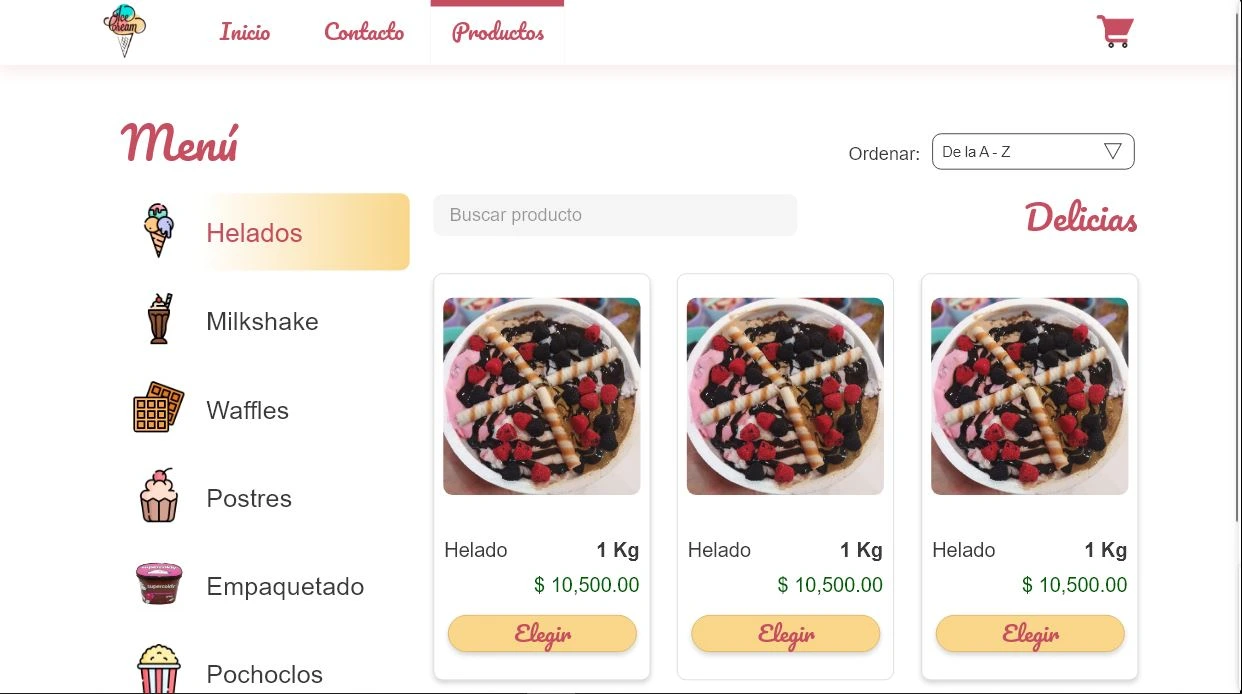 Ice
Cream
Inicio
Contacto
Productos
Menú
Ordenar:
De la A - Z
Helados
Milkshake
Waffles
Postres
supercoldy
supercoldy
Empaquetado
Pochoclos
Buscar producto
Delicias
Helado 1 Kg
$ 10,500.00
Elegir
Helado 1 Kg
$ 10,500.00
Elegir
Helado 1 Kg
$ 10,500.00
Elegir